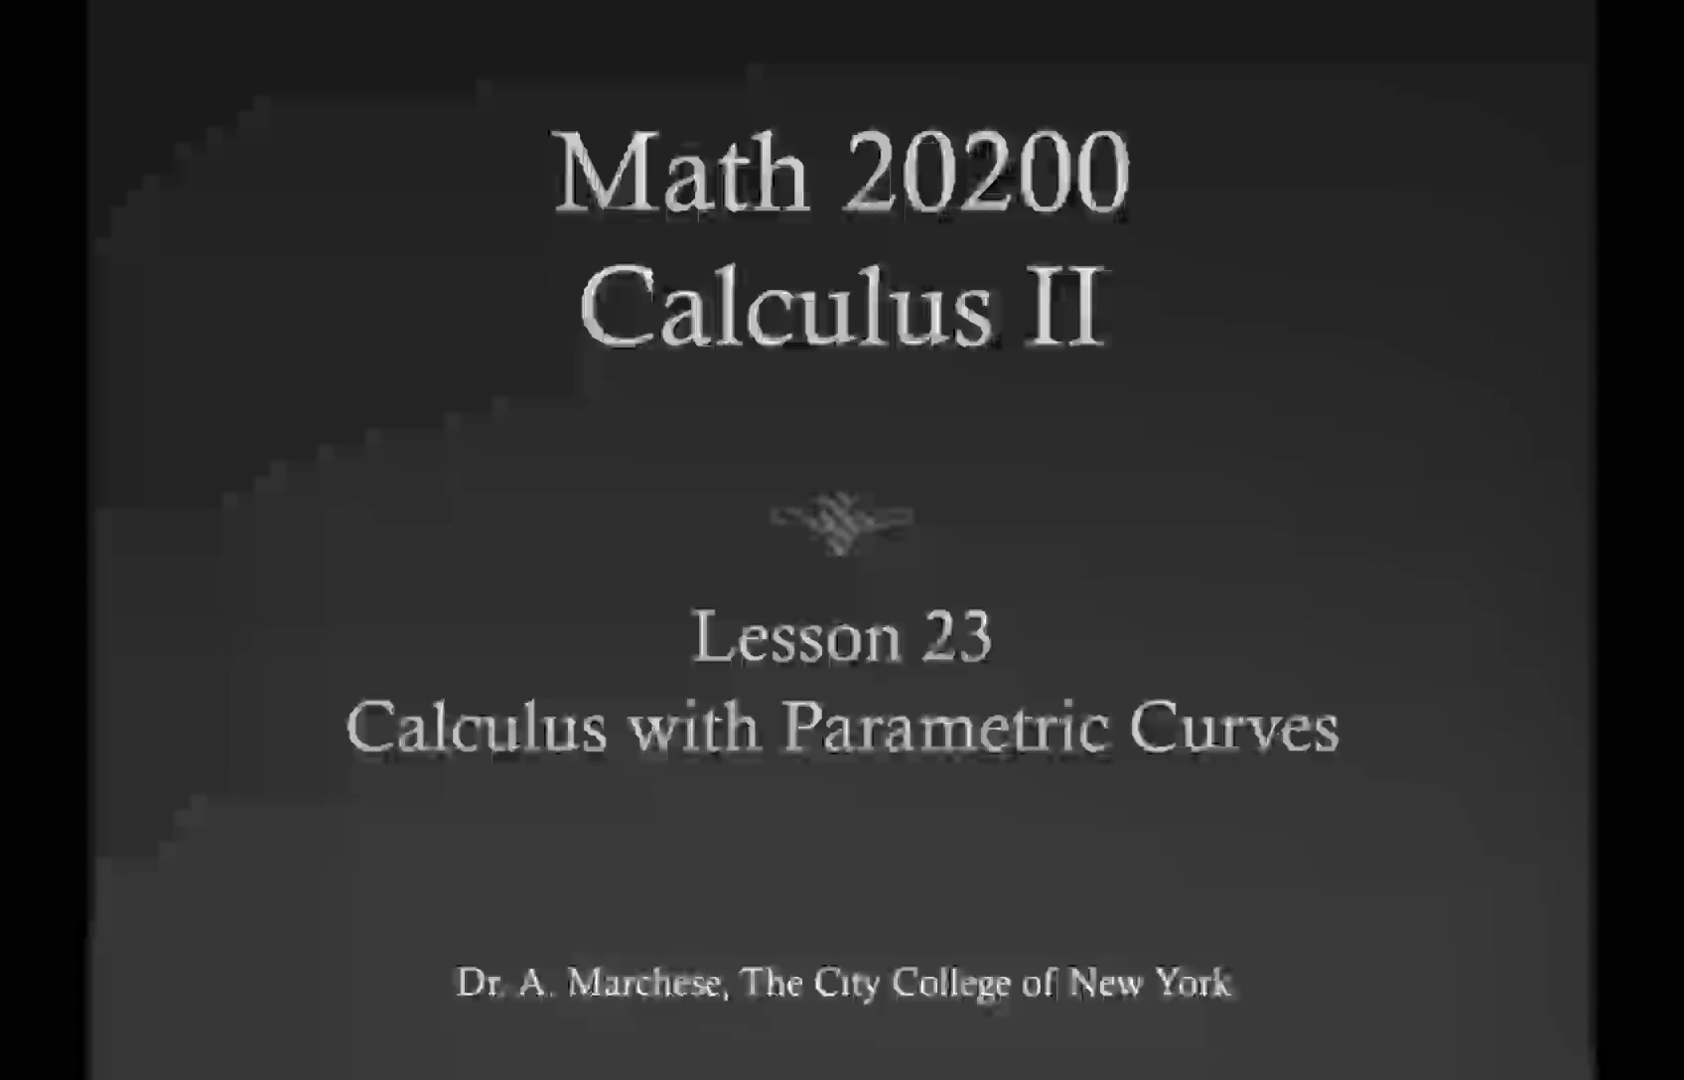 Math 20200
Calculus II
Lesson 23
Calculus with Parametric Curves
Dr. A. Marchese, The City College of New York